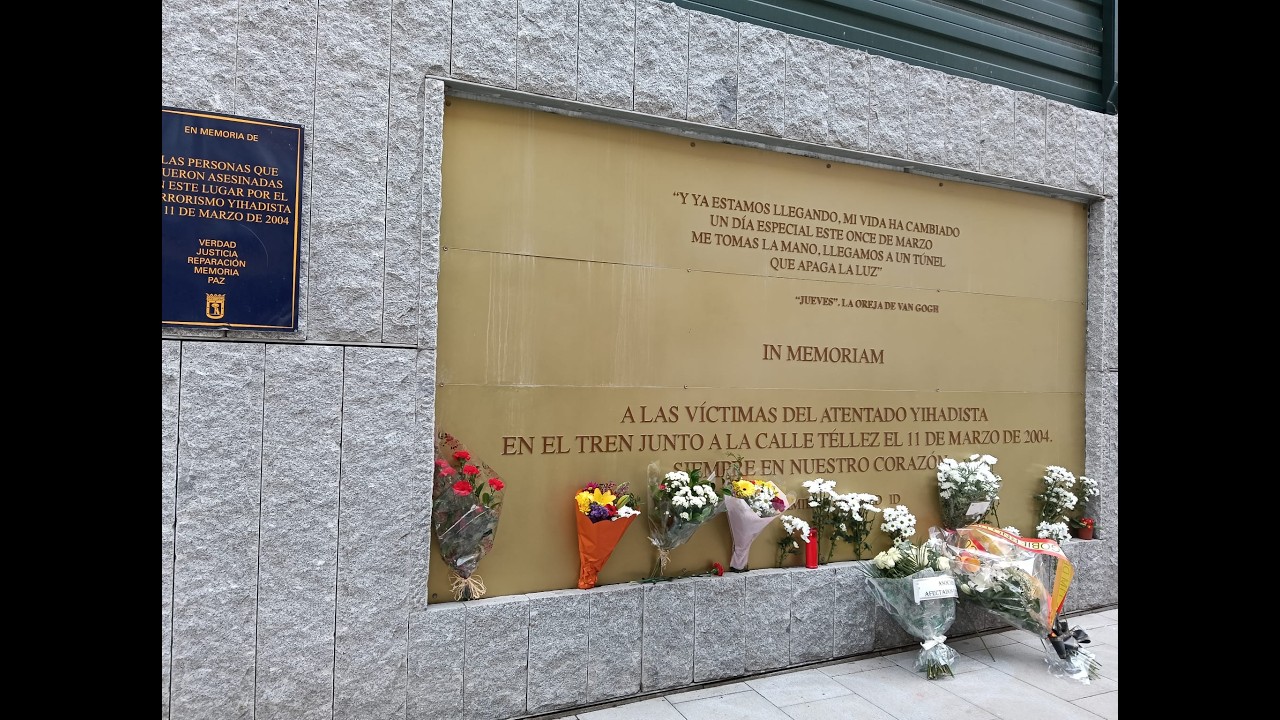 EN MEMORIA DE
LAS PERSONAS QUE
UERON ASESINADAS
N ESTE LUGAR POR EL
RRORISMO YIHADISTA
11 DE MARZO DE 2004
VERDAD
JUSTICIA
REPARACIÓN
MEMORIA
PAZ
“Y YA ESTAMOS LLEGANDO, MI VIDA HA CAMBIADO
UN DÍA ESPECIAL ESTE ONCE DE MARZO
ME TOMAS LA MANO, LLEGAMOS A UN TÚNEL
QUE APAGA LA LUZ”
“JUEVES”. LA OREJA DE VAN GOGH
IN MEMORIAM
A LAS VÍCTIMAS DEL ATENTADO YIHADISTA
EN EL TREN JUNTO A LA CALLE TÉLLEZ EL 11 DE MARZO DE 2004.
SIEMPRE EN NUESTRO CORAZÓN